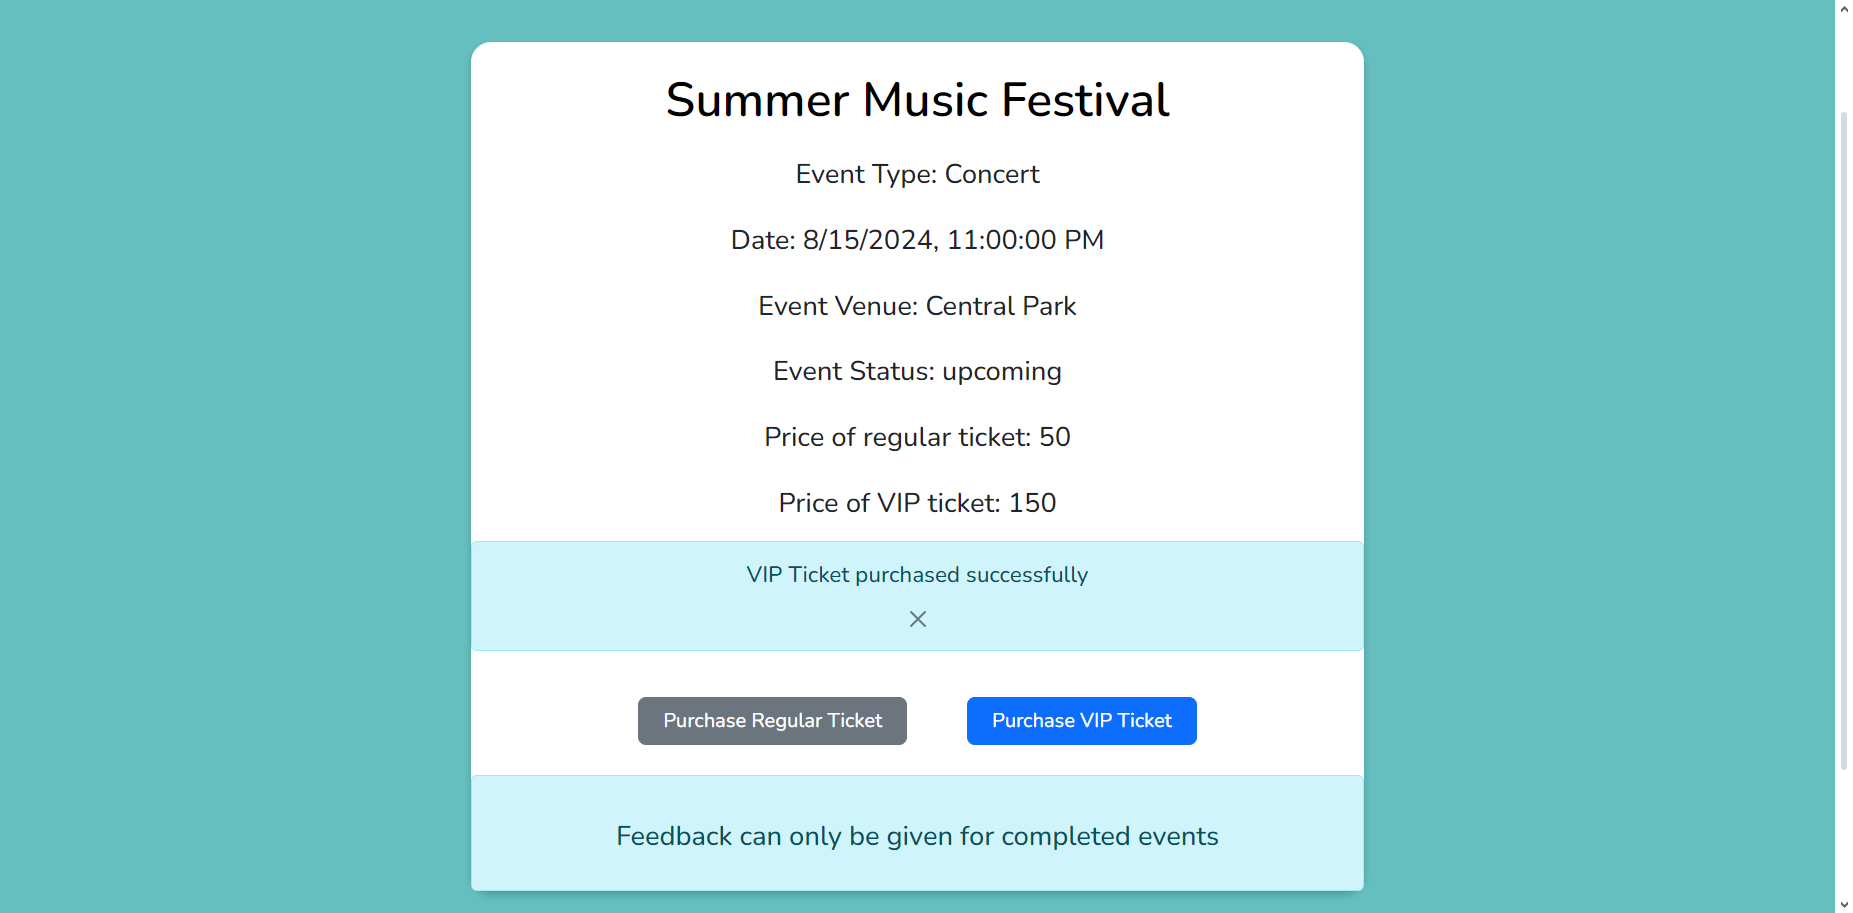 Summer Music Festival
Event Type: Concert
Date: 8/15/2024, 11:00:00 PM
Event Venue: Central Park
Event Status: upcoming
Price of regular ticket: 50
Price of VIP ticket: 150
VIP Ticket purchased successfully
Purchase Regular Ticket
Purchase VIP Ticket
Feedback can only be given for completed events